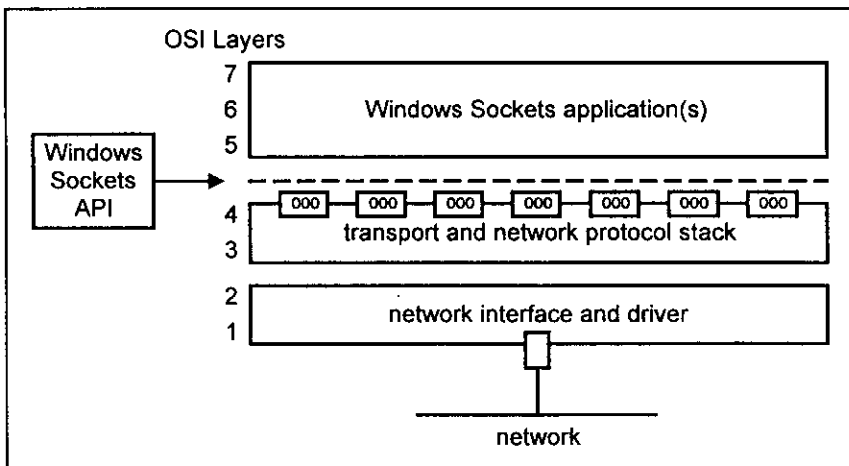 OSI Layers
7
6
5
Windows Sockets application(s)
Windows
Sockets
API
000 000 000 000 000 000 000
4
3
transport and network protocol stack
2
1
network interface and driver
network